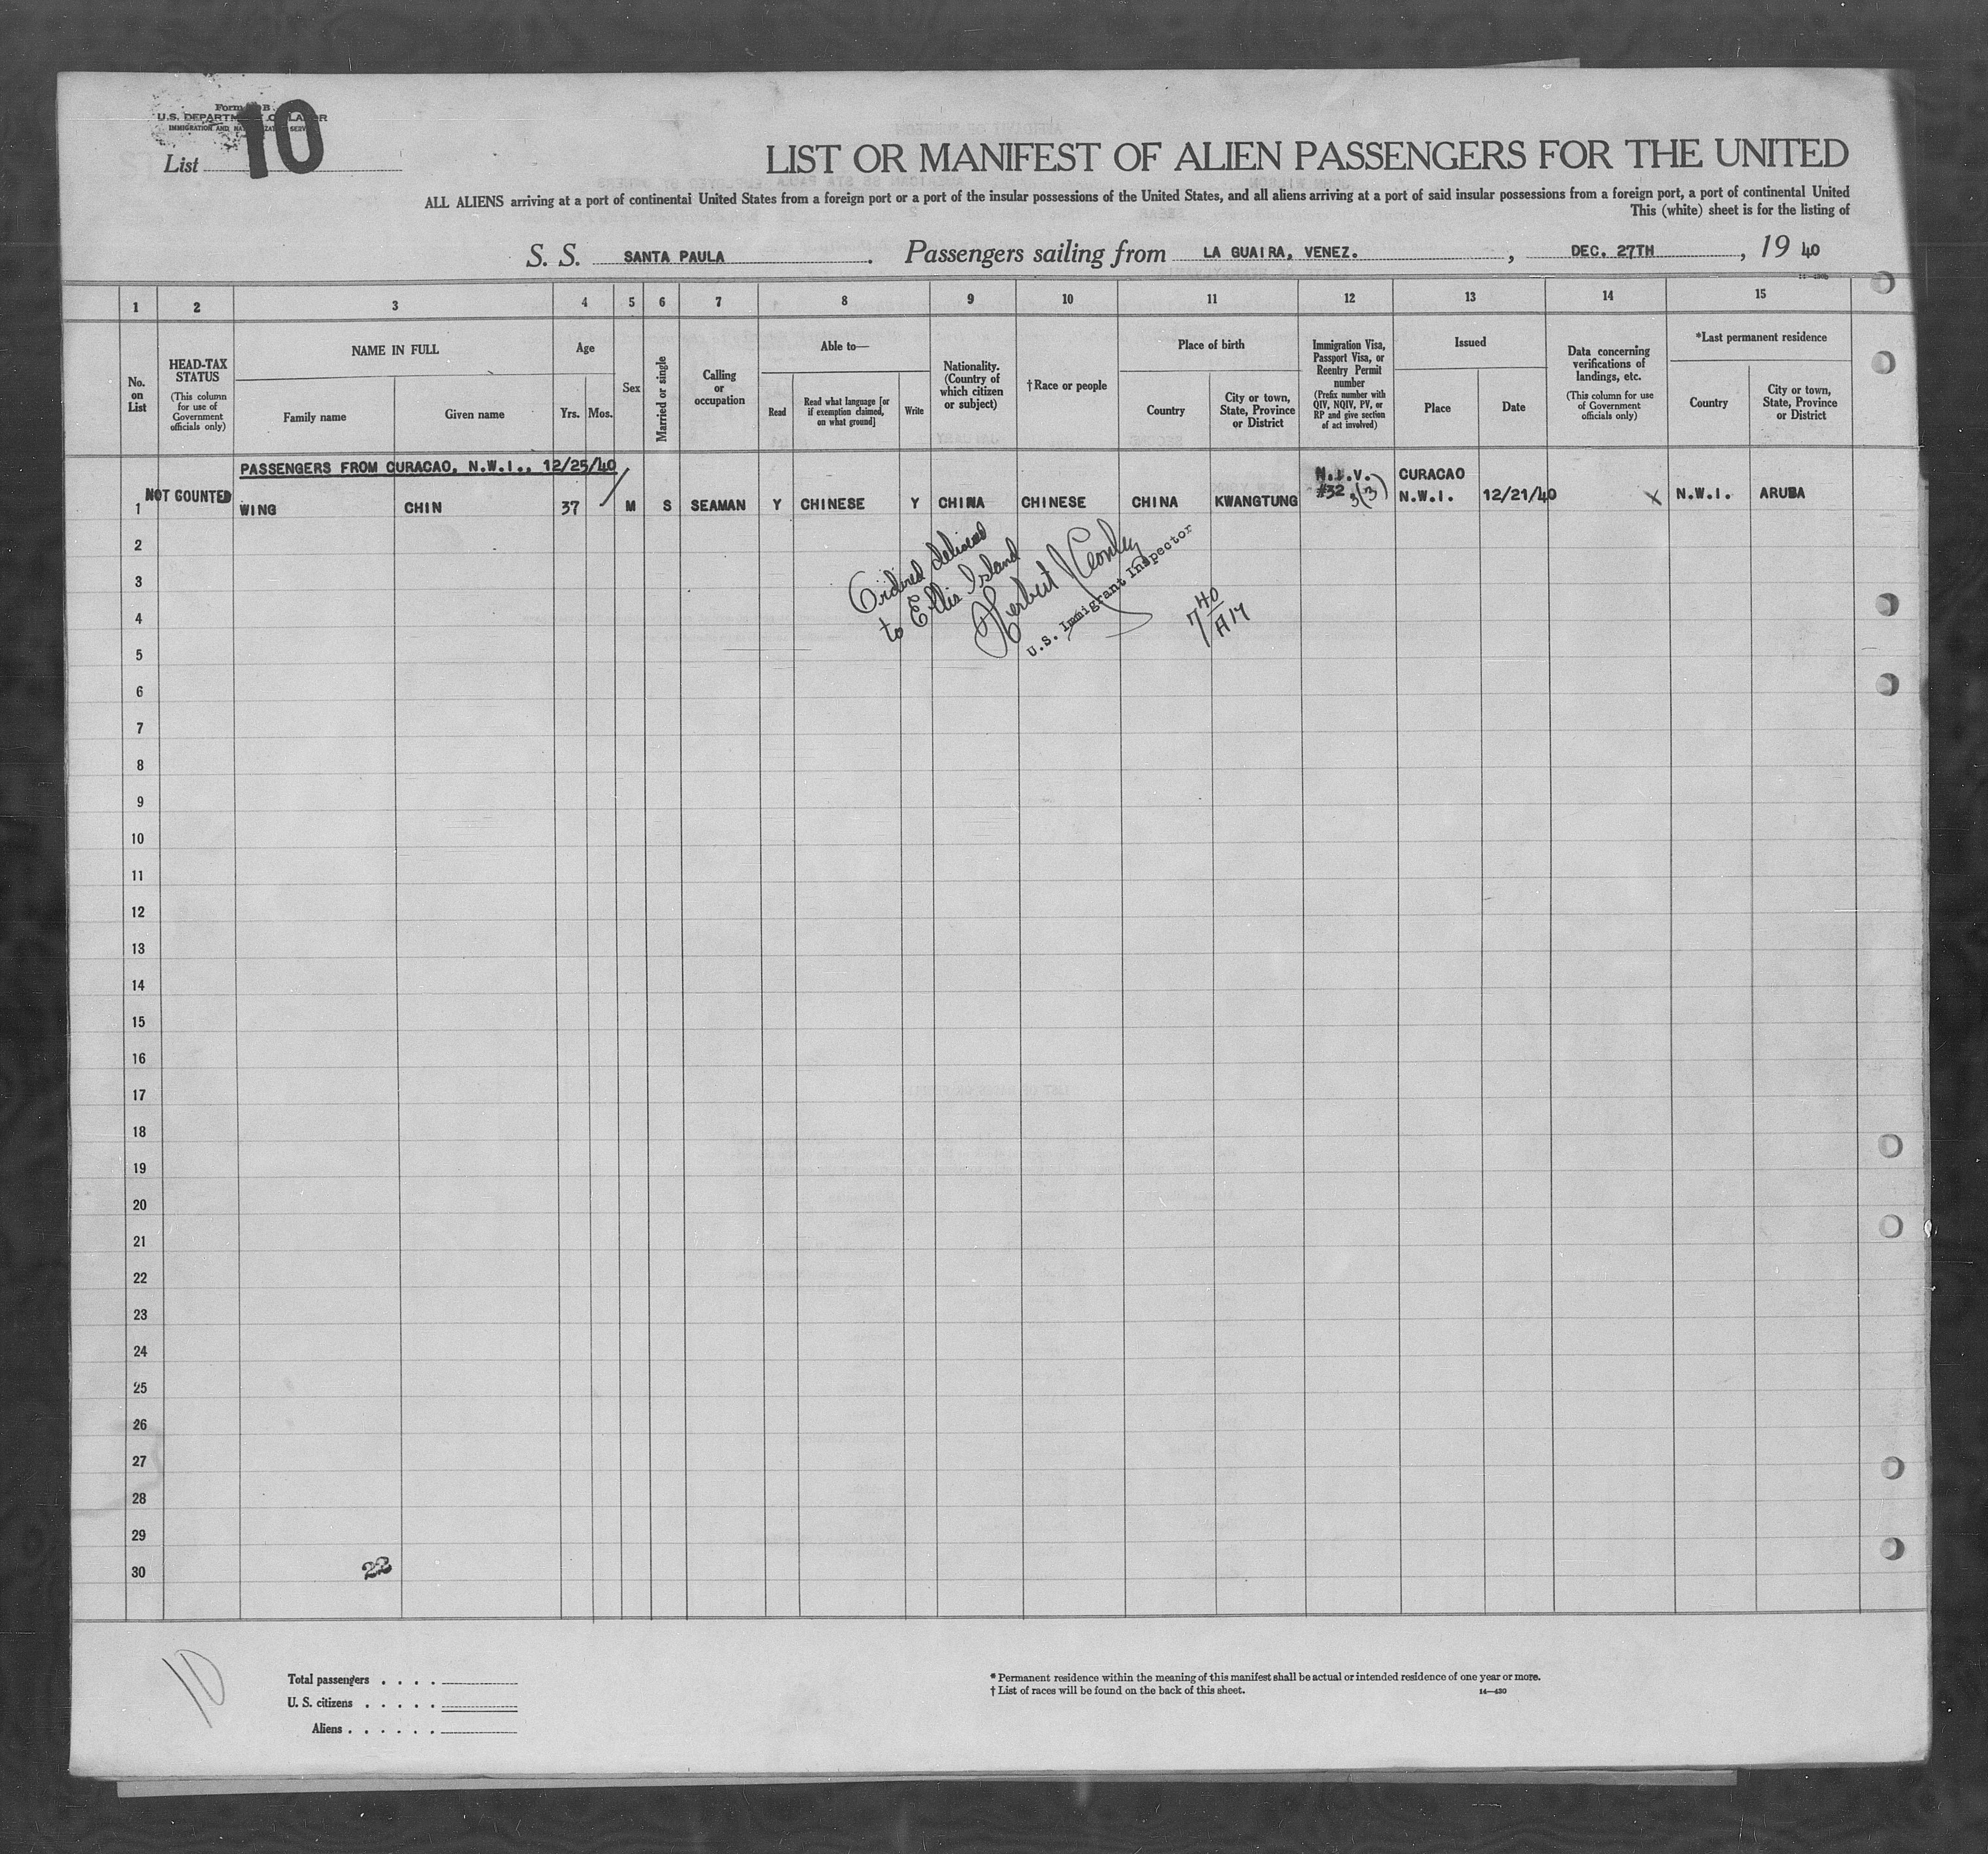 10
U.S. DEPARTMENT OF LABOR
IMMIGRATION AND NATURALIZATION SERVICE
List
LIST OR MANIFEST OF ALIEN PASSENGERS FOR THE UNITED
ALL ALIENS arriving at a port of continental United States from a foreign port or a port of the insular possessions of the United States, and all aliens arriving at a port of said insular possessions from a foreign port, a port of continental United
This (white) sheet is for the listing of
S. S. SANTA PAULA. Passengers sailing from LA GUAIRA, VENEZ. , DEC. 27TH , 19 40
1 2 3 4 5 6 7 8 9 10 11 12 13 14 15
No. on List
HEAD-TAX STATUS
(This column for use of Government officials only)
NAME IN FULL
Family name
Given name
Age
Yrs. Mos.
Sex
Married or single
Calling or occupation
Able to—
Read
Read what language [or if exemption claimed, on what ground]
Write
Nationality. (Country of which citizen or subject)
†Race or people
Place of birth
Country
City or town, State, Province or District
Immigration Visa, Passport Visa, or Reentry Permit number
(Prefix number with QIV, NQIV, PV, or RP and give section of act involved)
Issued
Place
Date
Data concerning verifications of landings, etc.
(This column for use of Government officials only)
*Last permanent residence
Country
City or town, State, Province or District
PASSENGERS FROM CURACAO, N.W.I., 12/25/40
1 NOT COUNTED WING CHIN 37 M S SEAMAN Y CHINESE Y CHINA CHINESE CHINA KWANGTUNG #32 3(3) CURACAO N.W.I. 12/21/40 X N.W.I. ARUBA
2
Ordered delivered
to Ellis Island
Herbert
U.S. Immigrant Inspector
3
4
5
6
7
8
9
10
11
12
13
14
15
16
17
18
19
20
21
22
23
24
25
26
27
28
29
30
22
10
Total passengers . . . .
U. S. citizens . . . . .
Aliens . . . . . .
* Permanent residence within the meaning of this manifest shall be actual or intended residence of one year or more.
† List of races will be found on the back of this sheet.
14—430